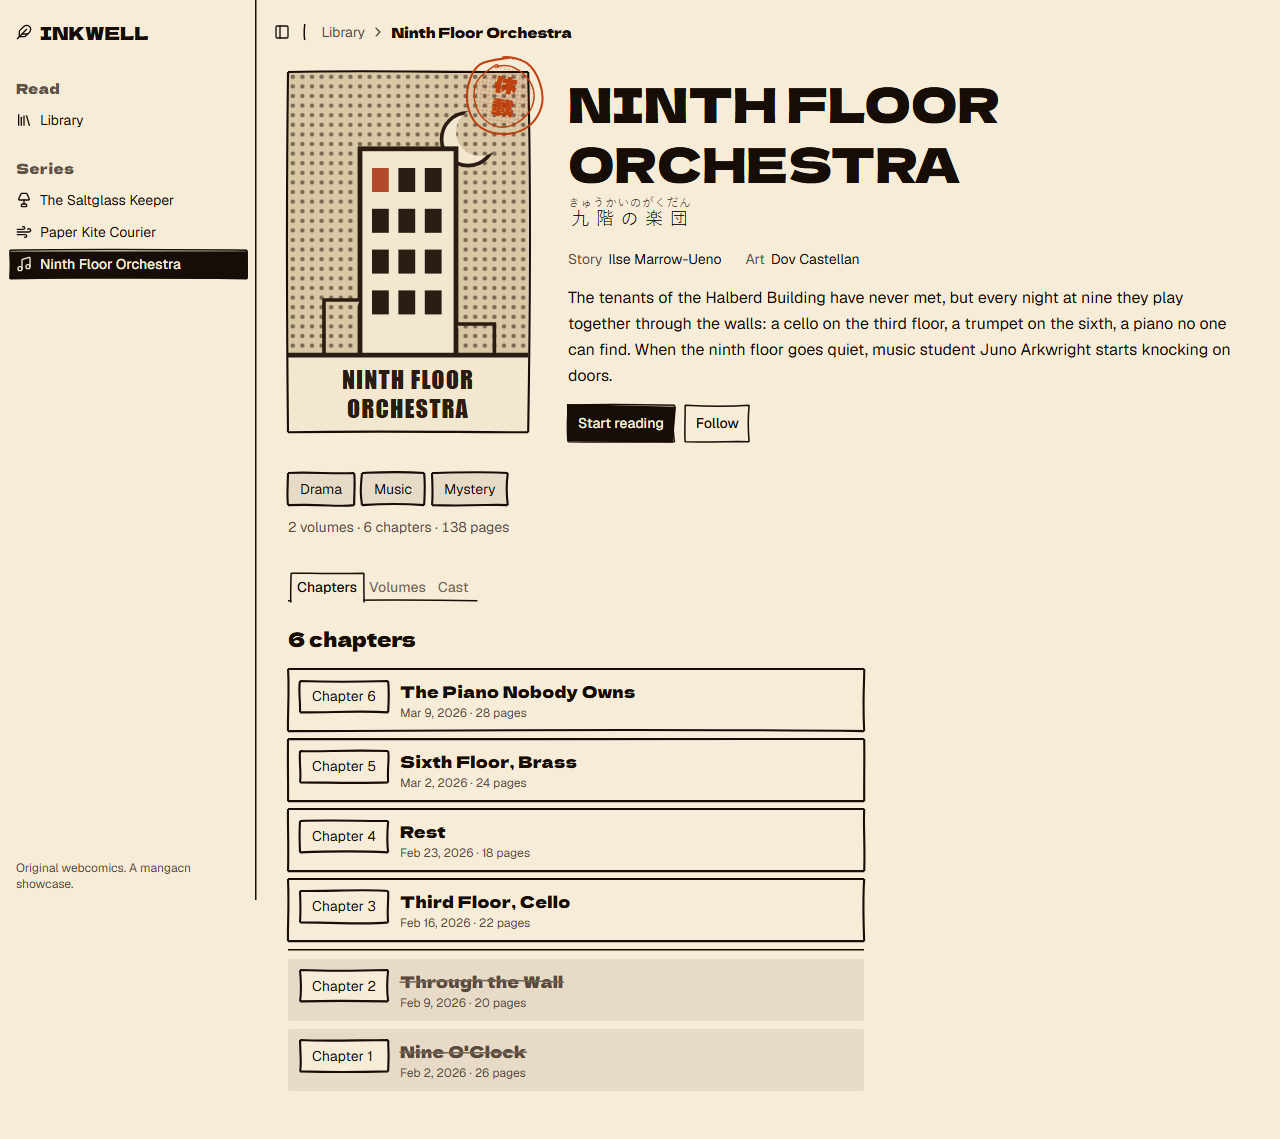 INKWELL
Read
Library
Series
The Saltglass Keeper
Paper Kite Courier
Ninth Floor Orchestra
Original webcomics. A mangacn
showcase.
Library > Ninth Floor Orchestra
休
載
NINTH FLOOR
ORCHESTRA
NINTH FLOOR
ORCHESTRA
きゅうかいのがくだん
九階の楽団
Story Ilse Marrow-Ueno Art Dov Castellan
The tenants of the Halberd Building have never met, but every night at nine they play
together through the walls: a cello on the third floor, a trumpet on the sixth, a piano no one
can find. When the ninth floor goes quiet, music student Juno Arkwright starts knocking on
doors.
Start reading Follow
Drama Music Mystery
2 volumes · 6 chapters · 138 pages
Chapters Volumes Cast
6 chapters
Chapter 6 The Piano Nobody Owns
Mar 9, 2026 · 28 pages
Chapter 5 Sixth Floor, Brass
Mar 2, 2026 · 24 pages
Chapter 4 Rest
Feb 23, 2026 · 18 pages
Chapter 3 Third Floor, Cello
Feb 16, 2026 · 22 pages
Chapter 2 Through the Wall
Feb 9, 2026 · 20 pages
Chapter 1 Nine O'Clock
Feb 2, 2026 · 26 pages